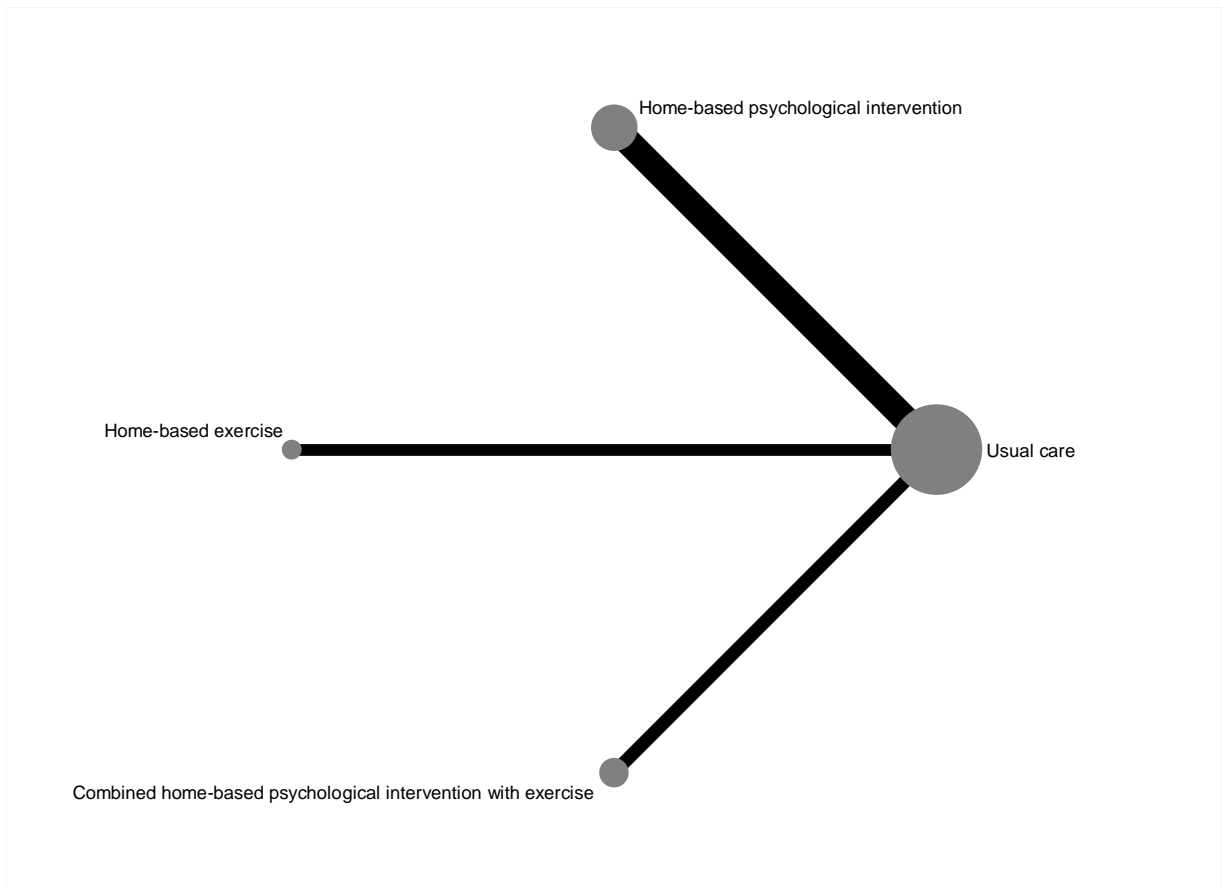 Home-based psychological intervention
Home-based exercise
Usual care
Combined home-based psychological intervention with exercise